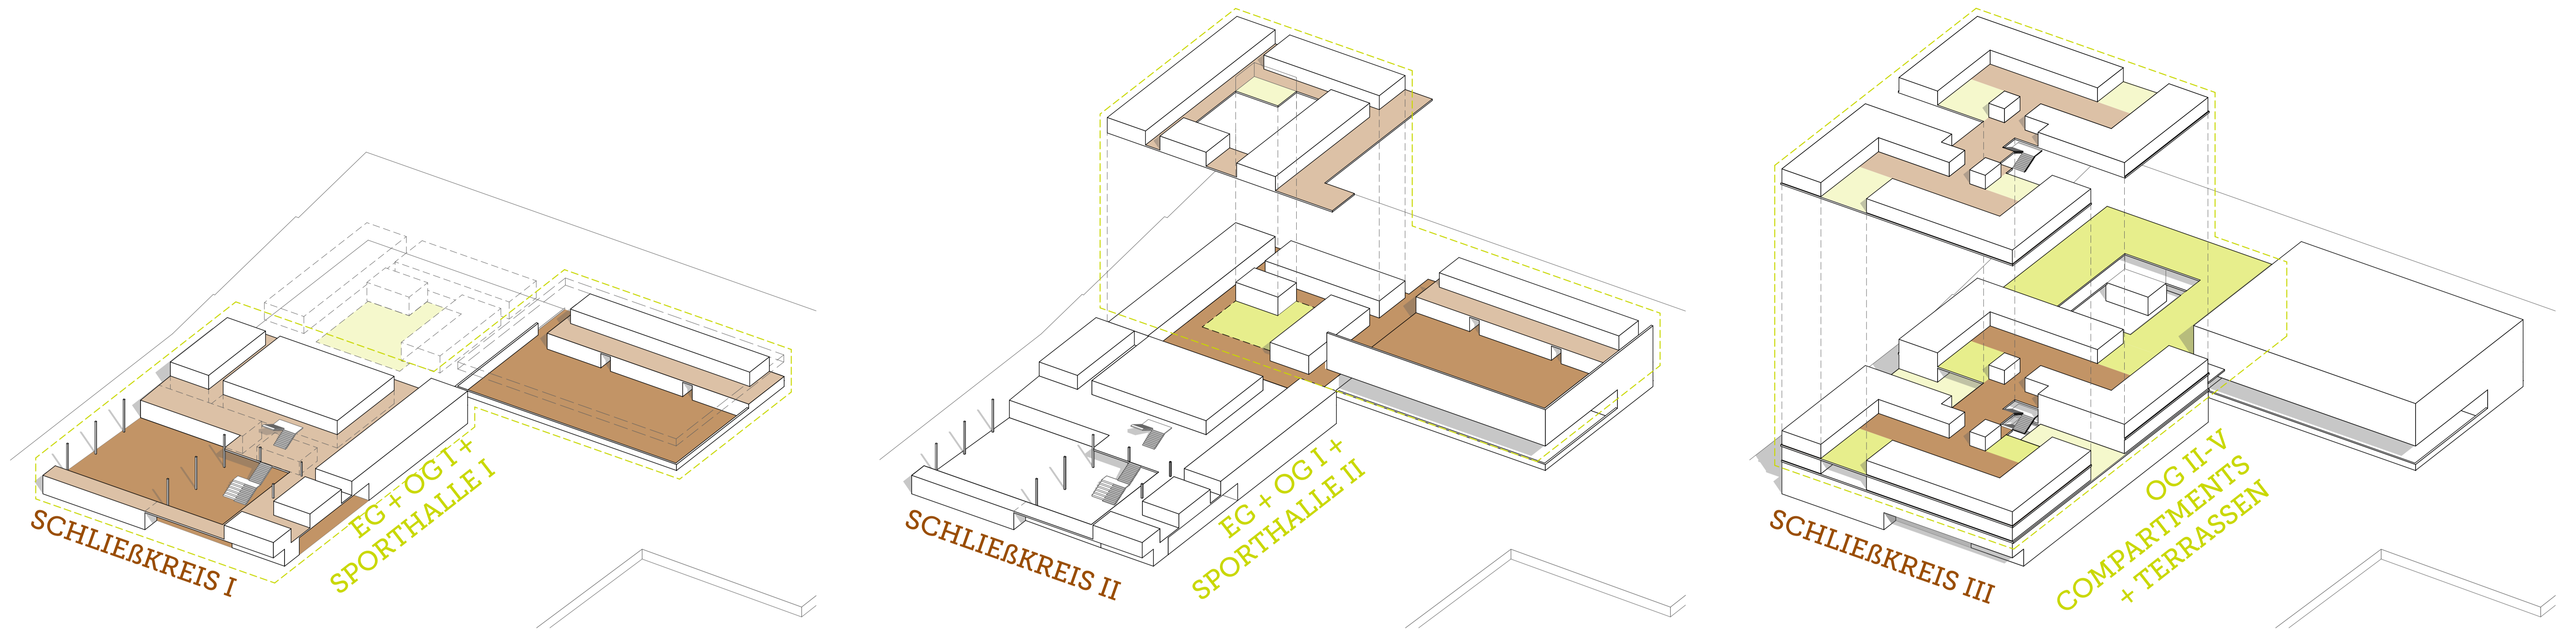 SCHLIEßKREIS I
EG + OG I +
SPORTHALLE I
SCHLIEßKREIS II
EG + OG I +
SPORTHALLE II
SCHLIEßKREIS III
OG II-V
COMPARTMENTS
+ TERRASSEN